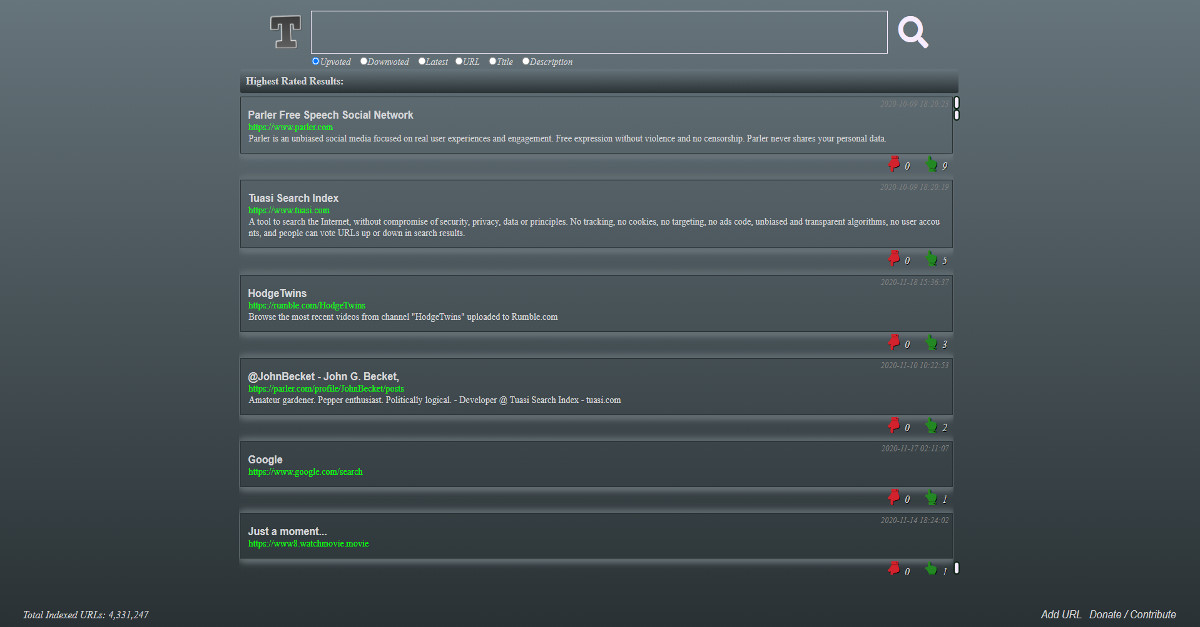 T
Upvoted Downvoted Latest URL Title Description
Highest Rated Results:
2020-10-09 18:20:23
Parler Free Speech Social Network
https://www.parler.com
Parler is an unbiased social media focused on real user experiences and engagement. Free expression without violence and no censorship. Parler never shares your personal data.
0 9
2020-10-09 18:20:19
Tuasi Search Index
https://www.tuasi.com
A tool to search the Internet, without compromise of security, privacy, data or principles. No tracking, no cookies, no targeting, no ads code, unbiased and transparent algorithms, no user accou
nts, and people can vote URLs up or down in search results.
0 5
2020-11-18 15:36:37
HodgeTwins
https://rumble.com/HodgeTwins
Browse the most recent videos from channel "HodgeTwins" uploaded to Rumble.com
0 3
2020-11-10 10:22:53
@JohnBecket - John G. Becket,
https://parler.com/profile/JohnBecket/posts
Amateur gardener. Pepper enthusiast. Politically logical. - Developer @ Tuasi Search Index - tuasi.com
0 2
2020-11-17 02:11:07
Google
https://www.google.com/search
0 1
2020-11-14 18:24:02
Just a moment...
https://www8.watchmovie.movie
0 1
Total Indexed URLs: 4,331,247
Add URL Donate / Contribute